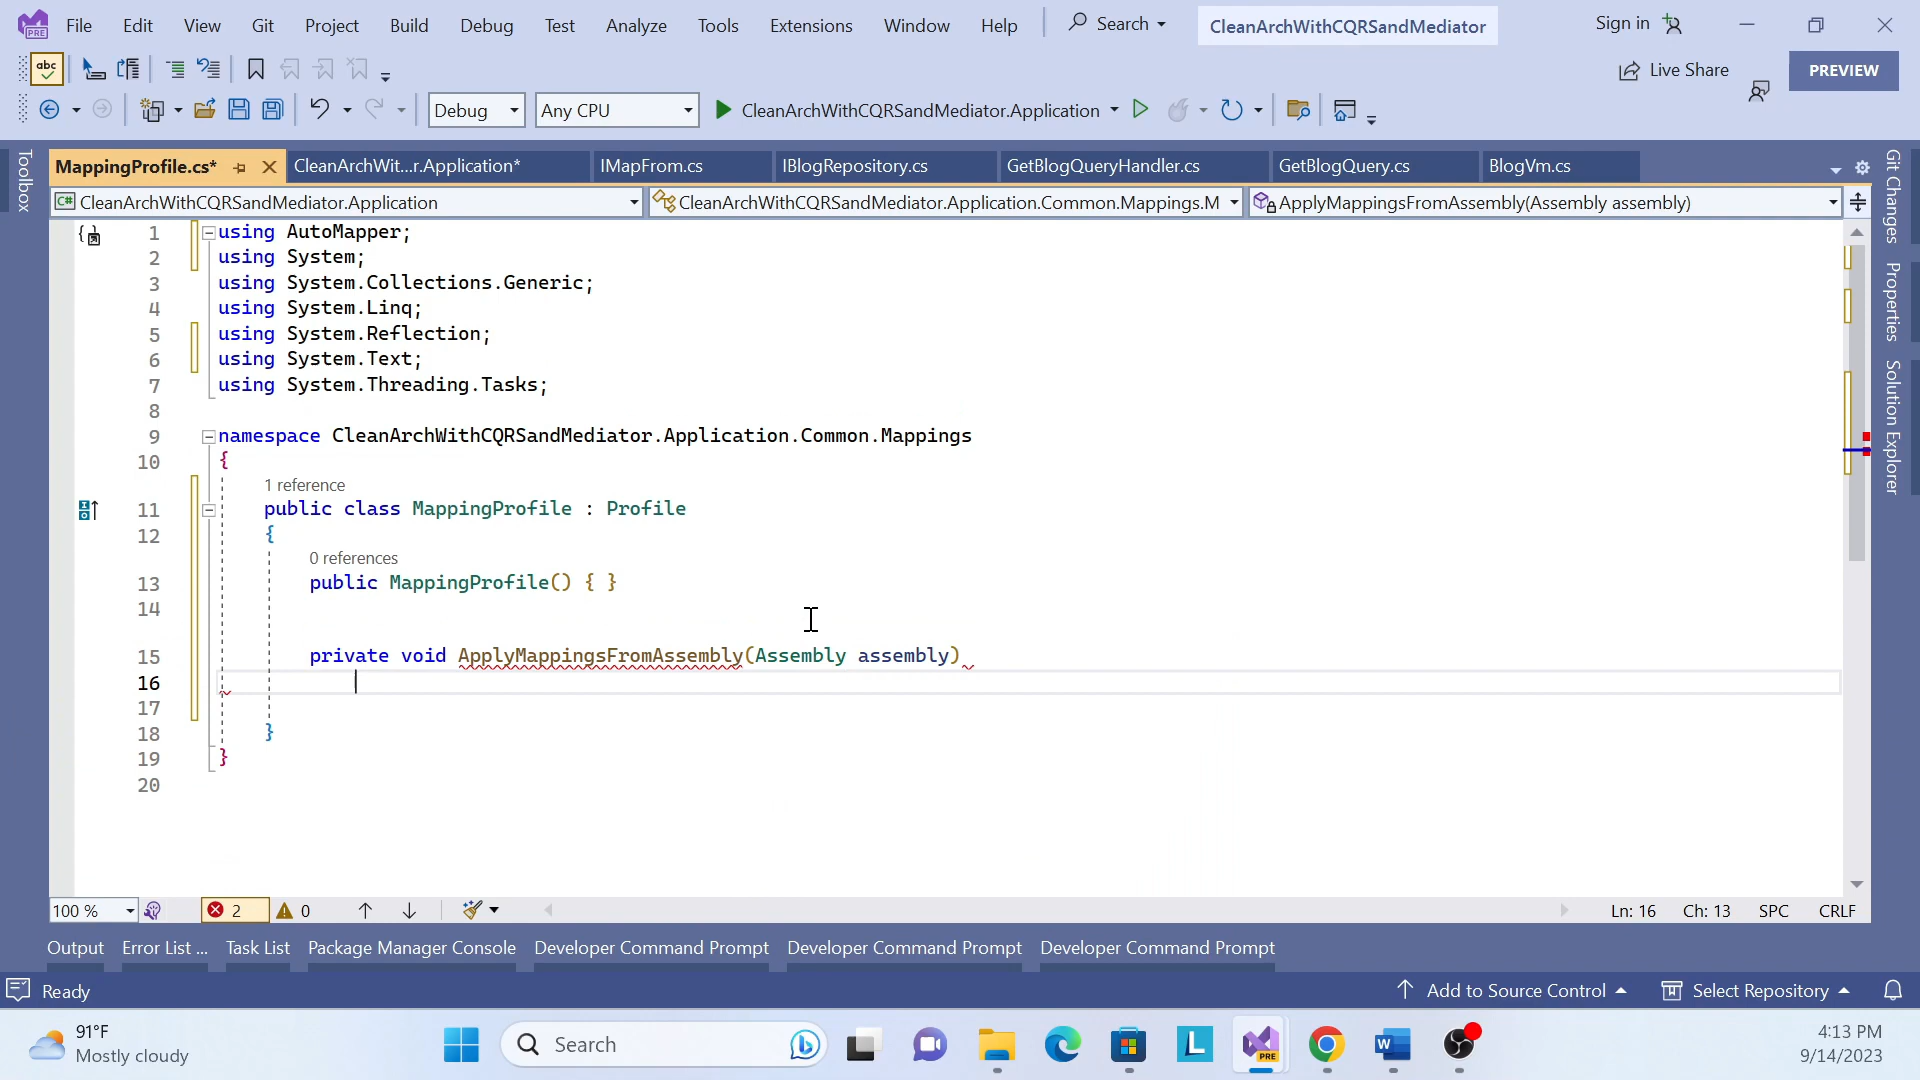 File Edit View Git Project Build Debug Test Analyze Tools Extensions Window Help Search CleanArchWithCQRSandMediator Sign in
PRE
abc Live Share PREVIEW
Debug Any CPU CleanArchWithCQRSandMediator.Application
Toolbox
MappingProfile.cs* CleanArchWit...r.Application* IMapFrom.cs IBlogRepository.cs GetBlogQueryHandler.cs GetBlogQuery.cs BlogVm.cs
C# CleanArchWithCQRSandMediator.Application CleanArchWithCQRSandMediator.Application.Common.Mappings.M ApplyMappingsFromAssembly(Assembly assembly)
Git Changes
Properties
Solution Explorer
1 using AutoMapper;
2 using System;
3 using System.Collections.Generic;
4 using System.Linq;
5 using System.Reflection;
6 using System.Text;
7 using System.Threading.Tasks;
8
9 namespace CleanArchWithCQRSandMediator.Application.Common.Mappings
10 {
1 reference
11 public class MappingProfile : Profile
12 {
0 references
13 public MappingProfile() { }
14
15 private void ApplyMappingsFromAssembly(Assembly assembly)
16
17
18 }
19 }
20
100 % 2 0 Ln: 16 Ch: 13 SPC CRLF
Output Error List ... Task List Package Manager Console Developer Command Prompt Developer Command Prompt Developer Command Prompt
Ready Add to Source Control Select Repository
91°F
Mostly cloudy
Search
L
PRE
W
4:13 PM
9/14/2023